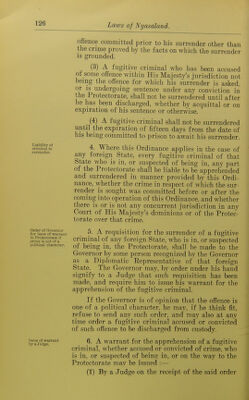 126
Laws of Nyasaland.
offence committed prior to his surrender other than
the crime proved by the facts on which the surrender
is grounded.
(3) A fugitive criminal who has been accused
of some offence within His Majesty's jurisdiction not
being the offence for which his surrender is asked,
or is undergoing sentence under any conviction in
the Protectorate, shall not be surrendered until after
he has been discharged, whether by acquittal or on
expiration of his sentence or otherwise.
(4) A fugitive criminal shall not be surrendered
until the expiration of fifteen days from the date of
his being committed to prison to await his surrender.
Liability of
criminal to
surrender.
4. Where this Ordinance applies in the case of
any foreign State, every fugitive criminal of that
State who is in, or suspected of being in, any part
of the Protectorate shall be liable to be apprehended
and surrendered in manner provided by this Ordi-
nance, whether the crime in respect of which the sur-
render is sought was committed before or after the
coming into operation of this Ordinance, and whether
there is or is not any concurrent jurisdiction in any
Court of His Majesty's dominions or of the Protec-
torate over that crime.
Order of Governor
for issue of warrant
in Protectorate if
crime is not of a
political character.
5. A requisition for the surrender of a fugitive
criminal of any foreign State, who is in, or suspected
of being in, the Protectorate, shall be made to the
Governor by some person recognized by the Governor
as a Diplomatic Representative of that foreign
State. The Governor may, by order under his hand
signify to a Judge that such requisition has been
made, and require him to issue his warrant for the
apprehension of the fugitive criminal.
If the Governor is of opinion that the offence is
one of a political character, he may, if he think fit,
refuse to send any such order, and may also at any
time order a fugitive criminal accused or convicted
of such offence to be discharged from custody.
Issue of warrant
by a Judge.
6. A warrant for the apprehension of a fugitive
criminal, whether accused or convicted of crime, who
is in, or suspected of being in, or on the way to the
Protectorate may be issued :—
(1) By a Judge on the receipt of the said order